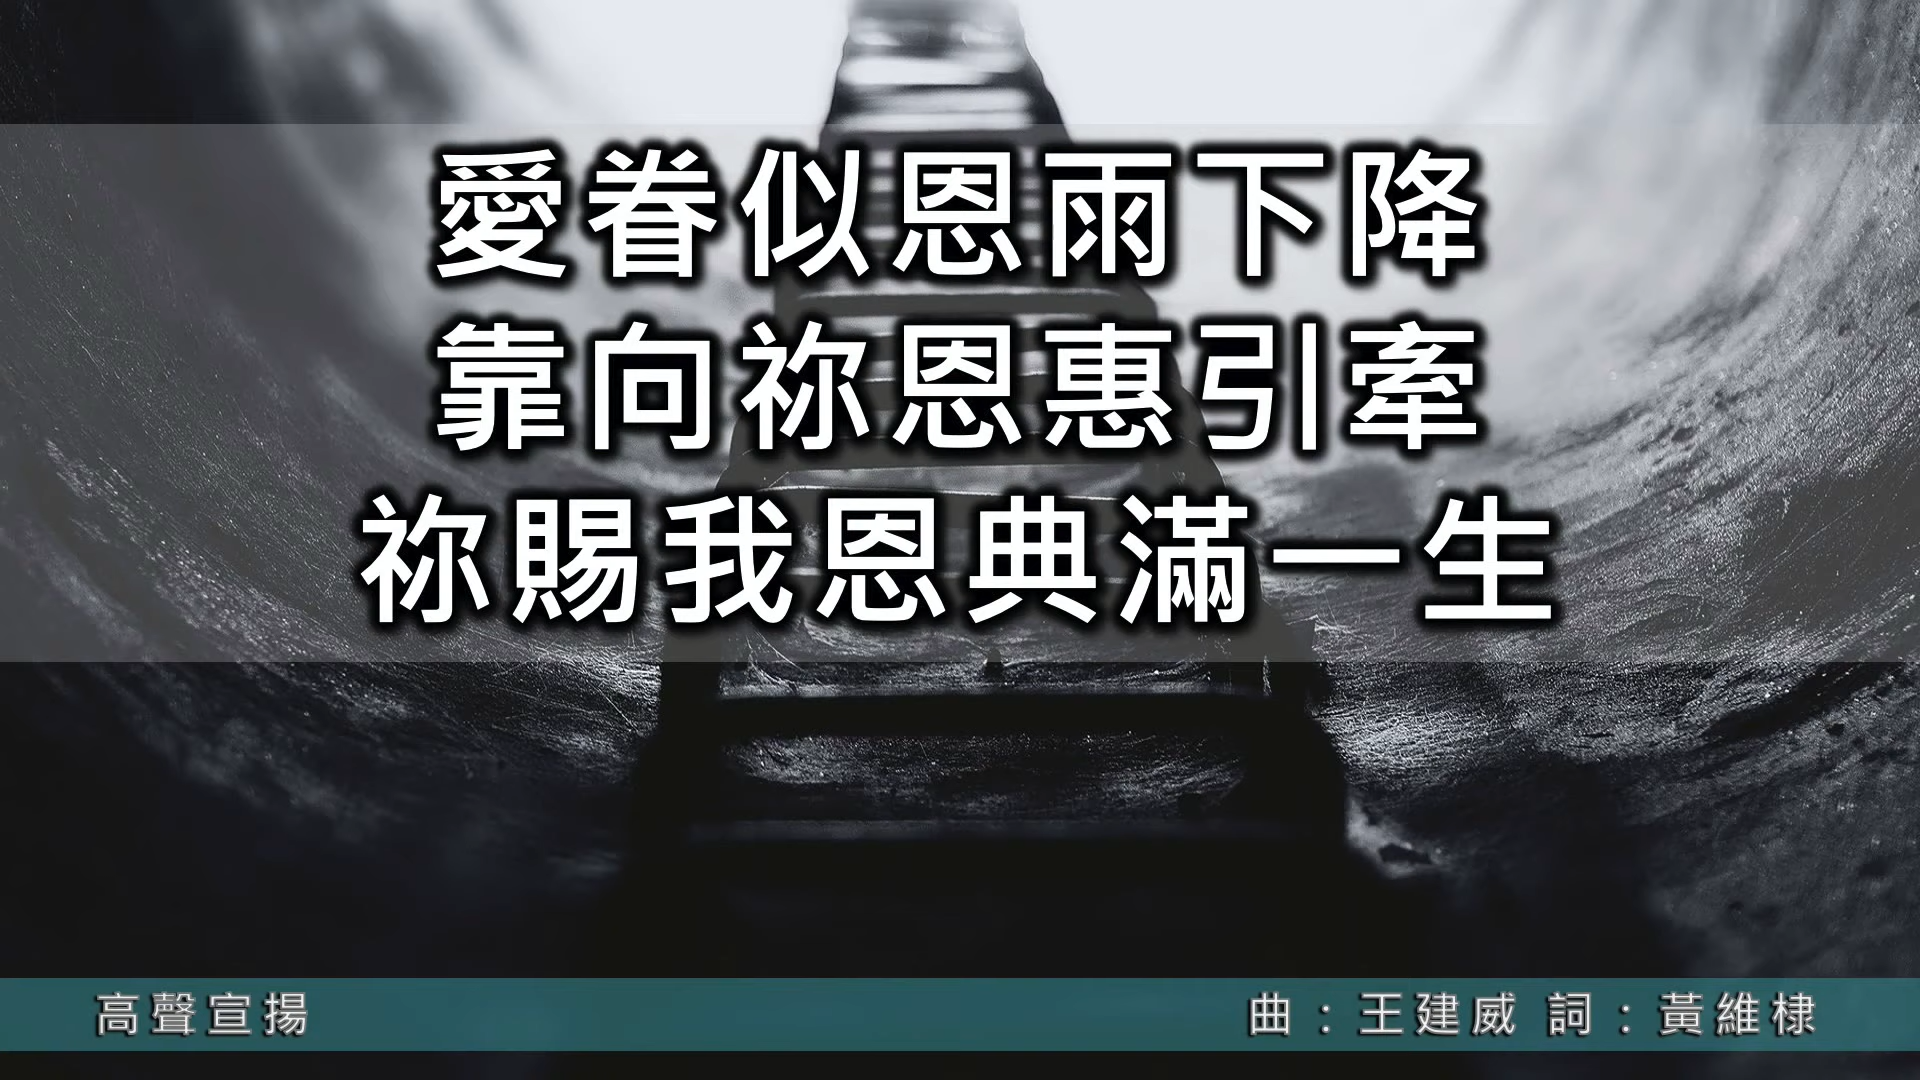 愛眷似恩雨下降
靠向祢恩惠引牽
祢賜我恩典滿一生
高聲宣揚
曲：王建威 詞：黃維棣